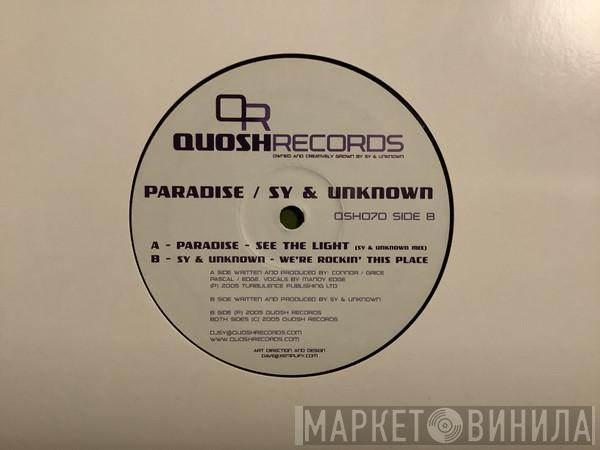 QR
QUOSHRECORDS
OWNED AND CREATIVELY GROWN BY SY & UNKNOWN
PARADISE / SY & UNKNOWN
QSH070 SIDE B
A - PARADISE - SEE THE LIGHT (SY & UNKNOWN MIX)
B - SY & UNKNOWN - WE'RE ROCKIN' THIS PLACE
A SIDE WRITTEN AND PRODUCED BY: CONNOR / GRICE
PASCAL / EDGE. VOCALS BY MANDY EDGE
(P) 2005 TURBULENCE PUBLISHING LTD
B SIDE WRITTEN AND PRODUCED BY SY & UNKNOWN
B SIDE (P) 2005 QUOSH RECORDS
BOTH SIDES (C) 2005 QUOSH RECORDS
DJSY@QUOSHRECORDS.COM
WWW.QUOSHRECORDS.COM
ART DIRECTION AND DESIGN
DAVE@XSIMPLIFY.COM
МАРКЕТ ВИНИЛА